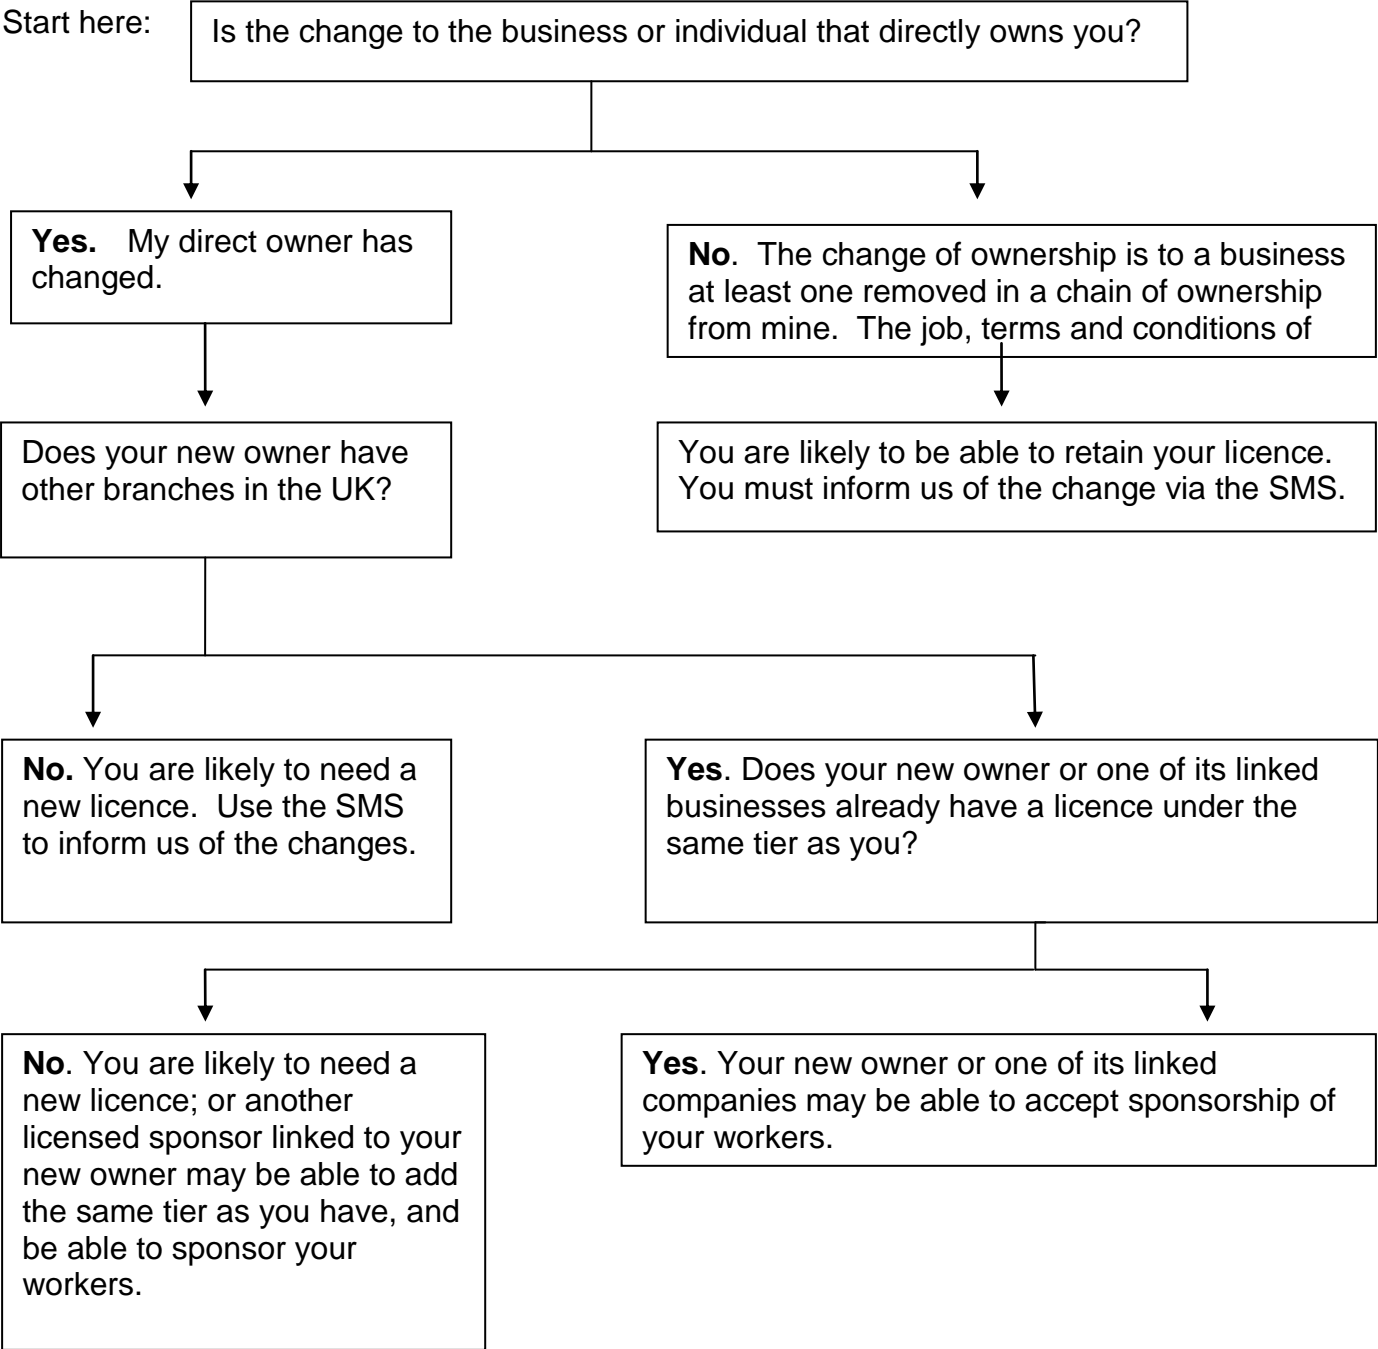 Start here:
Is the change to the business or individual that directly owns you?
Yes. My direct owner has
changed.
No. The change of ownership is to a business
at least one removed in a chain of ownership
from mine. The job, terms and conditions of
Does your new owner have
other branches in the UK?
You are likely to be able to retain your licence.
You must inform us of the change via the SMS.
No. You are likely to need a
new licence. Use the SMS
to inform us of the changes.
Yes. Does your new owner or one of its linked
businesses already have a licence under the
same tier as you?
No. You are likely to need a
new licence; or another
licensed sponsor linked to your
new owner may be able to add
the same tier as you have, and
be able to sponsor your
workers.
Yes. Your new owner or one of its linked
companies may be able to accept sponsorship of
your workers.